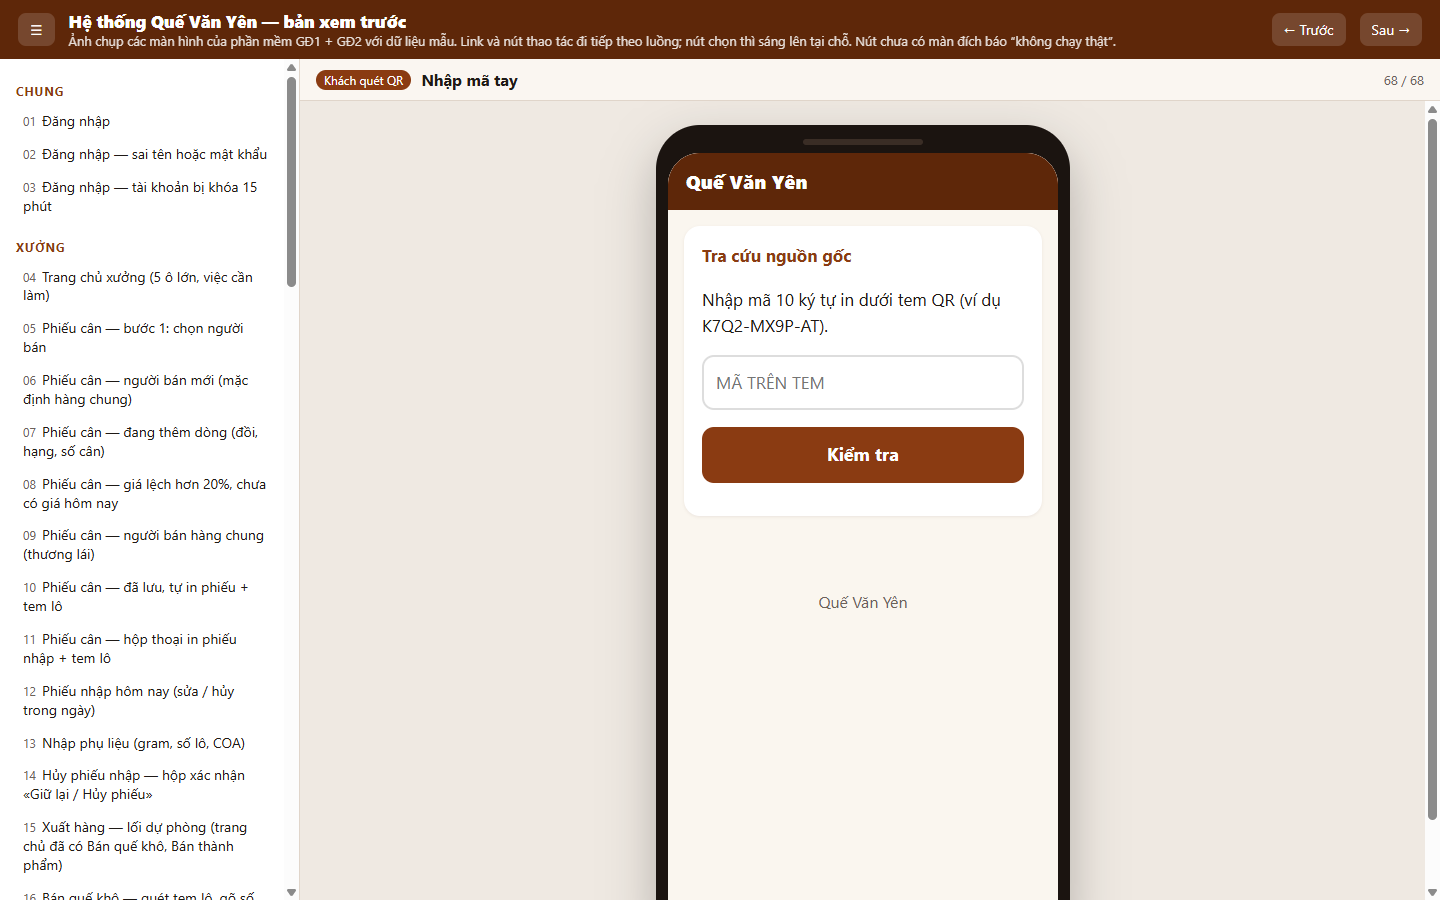 ☰
Hệ thống Quế Văn Yên — bản xem trước
Ảnh chụp các màn hình của phần mềm GĐ1 + GĐ2 với dữ liệu mẫu. Link và nút thao tác đi tiếp theo luồng; nút chọn thì sáng lên tại chỗ. Nút chưa có màn đích báo “không chạy thật”.
← Trước
Sau →
CHUNG
01 Đăng nhập
02 Đăng nhập — sai tên hoặc mật khẩu
03 Đăng nhập — tài khoản bị khóa 15
phút
XƯỞNG
04 Trang chủ xưởng (5 ô lớn, việc cần
làm)
05 Phiếu cân — bước 1: chọn người
bán
06 Phiếu cân — người bán mới (mặc
định hàng chung)
07 Phiếu cân — đang thêm dòng (đồi,
hạng, số cân)
08 Phiếu cân — giá lệch hơn 20%, chưa
có giá hôm nay
09 Phiếu cân — người bán hàng chung
(thương lái)
10 Phiếu cân — đã lưu, tự in phiếu +
tem lô
11 Phiếu cân — hộp thoại in phiếu
nhập + tem lô
12 Phiếu nhập hôm nay (sửa / hủy
trong ngày)
13 Nhập phụ liệu (gram, số lô, COA)
14 Hủy phiếu nhập — hộp xác nhận
«Giữ lại / Hủy phiếu»
15 Xuất hàng — lối dự phòng (trang
chủ đã có Bán quế khô, Bán thành
phẩm)
16 Bán quế khô — quét tem lô, gõ số
Khách quét QR
Nhập mã tay
68 / 68
Quế Văn Yên
Tra cứu nguồn gốc
Nhập mã 10 ký tự in dưới tem QR (ví dụ
K7Q2-MX9P-AT).
MÃ TRÊN TEM
Kiểm tra
Quế Văn Yên